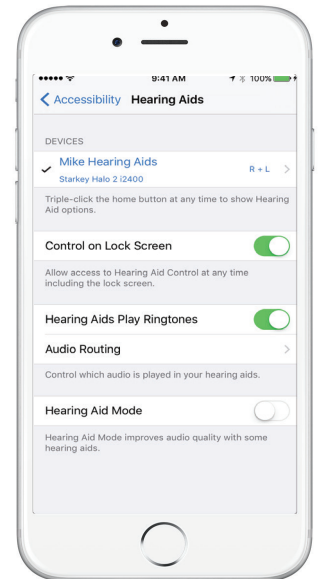 9:41 AM 100%
Accessibility Hearing Aids
DEVICES
Mike Hearing Aids
R + L
Starkey Halo 2 i2400
Triple-click the home button at any time to show Hearing
Aid options.
Control on Lock Screen
Allow access to Hearing Aid Control at any time
including the lock screen.
Hearing Aids Play Ringtones
Audio Routing
Control which audio is played in your hearing aids.
Hearing Aid Mode
Hearing Aid Mode improves audio quality with some
hearing aids.